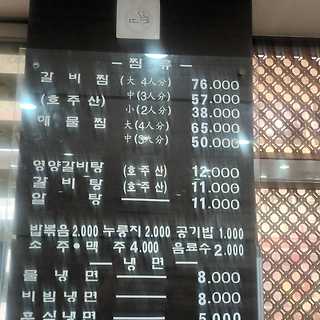 찜류
갈비찜 (大 4人分) 76.000
(호주산) 中(3人分) 57.000
小(2人分) 38.000
해물찜 大(4人分) 65.000
中(3人分) 50.000
영양갈비탕 (호주산) 12.000
갈비탕 (호주산) 11.000
알탕 11.000
밥볶음 2.000 누룽지 2.000 공기밥 1.000
소주·맥주 4.000 음료수 2.000
냉면
물냉면 8.000
비빔냉면 8.000
후식냉면 5.000